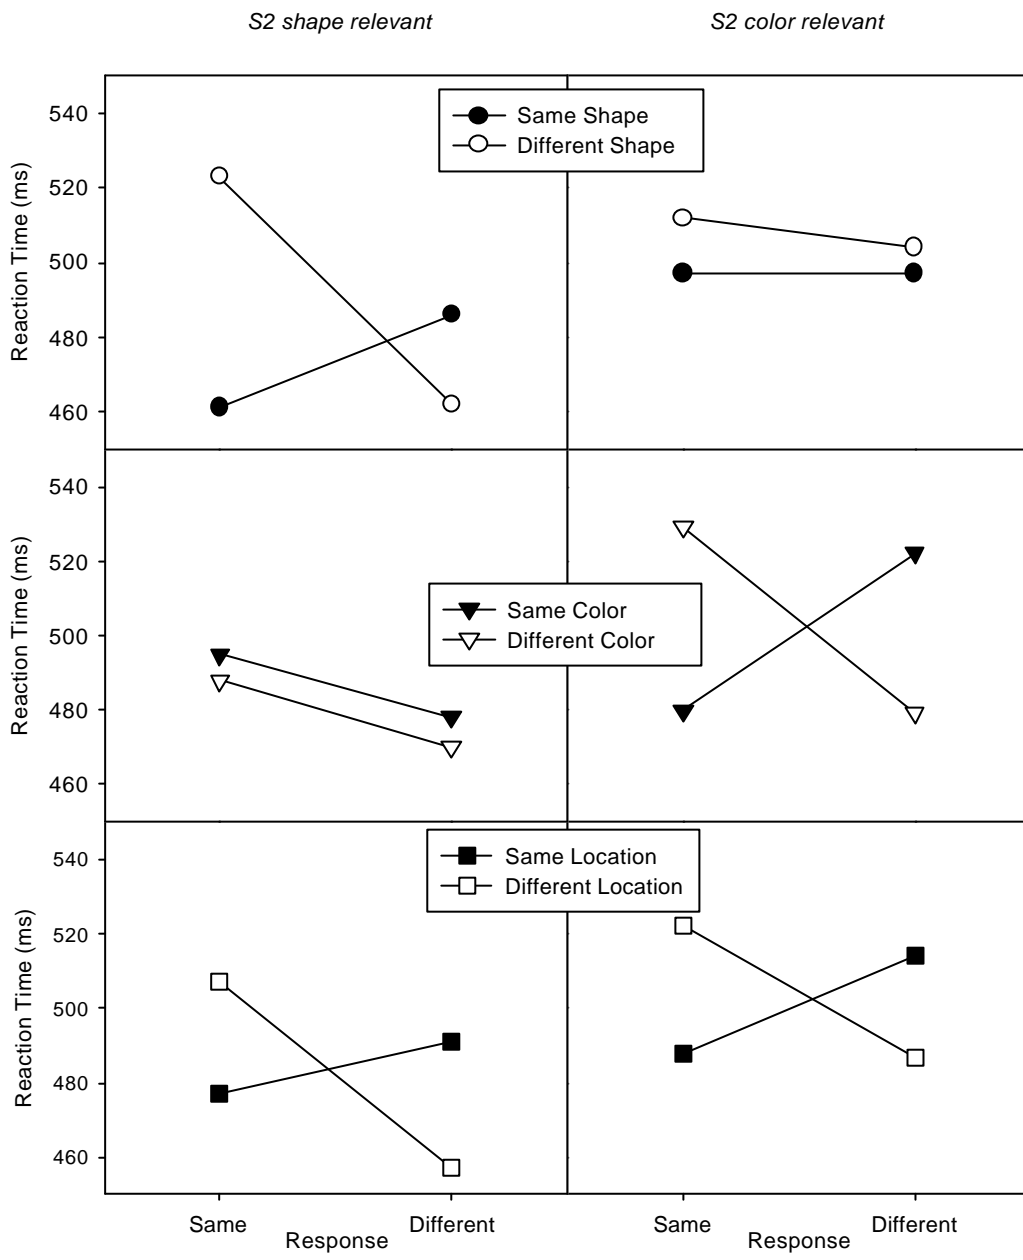 S2 shape relevant
S2 color relevant
Same Shape
Different Shape
Reaction Time (ms)
540
520
500
480
460
Same Color
Different Color
Reaction Time (ms)
540
520
500
480
460
Same Location
Different Location
Reaction Time (ms)
540
520
500
480
460
Same
Different
Same
Different
Response
Response